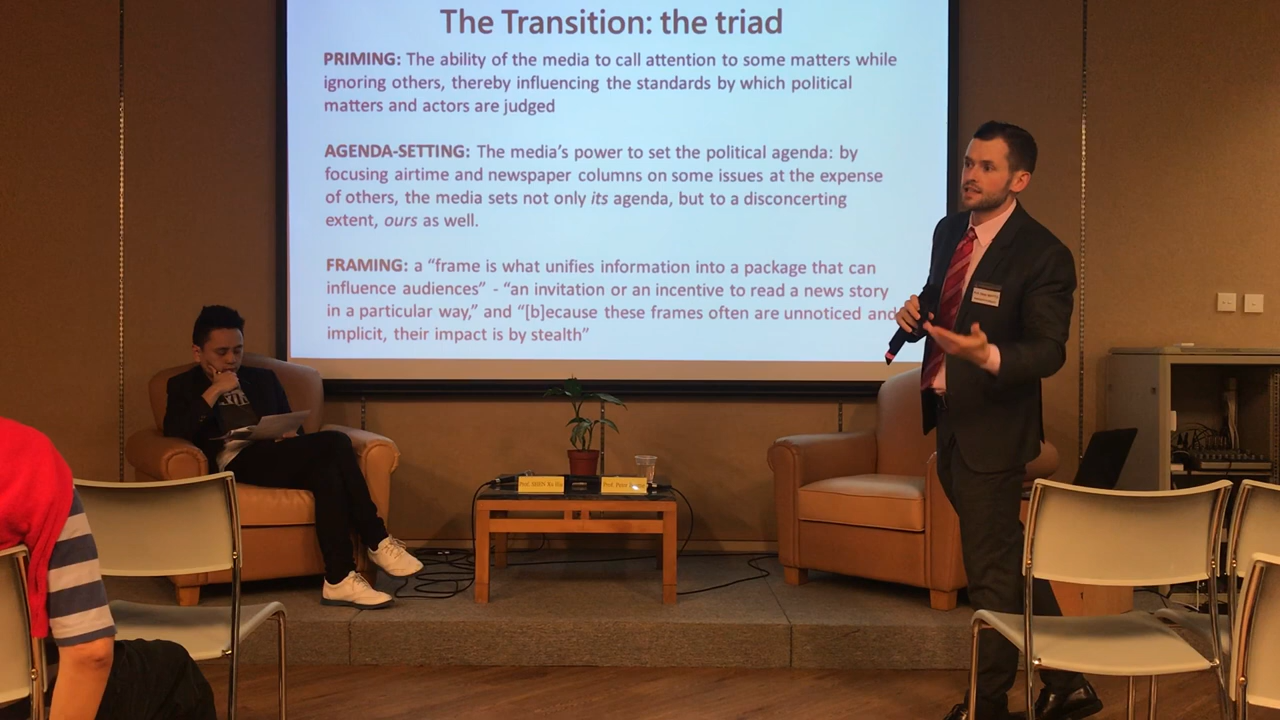 The Transition: the triad
PRIMING: The ability of the media to call attention to some matters while
ignoring others, thereby influencing the standards by which political
matters and actors are judged
AGENDA-SETTING: The media's power to set the political agenda: by
focusing airtime and newspaper columns on some issues at the expense
of others, the media sets not only its agenda, but to a disconcerting
extent, ours as well.
FRAMING: a “frame is what unifies information into a package that can
influence audiences” - “an invitation or an incentive to read a news story
in a particular way,” and “[b]ecause these frames often are unnoticed and
implicit, their impact is by stealth”
Prof. SHEN
Prof. Peter